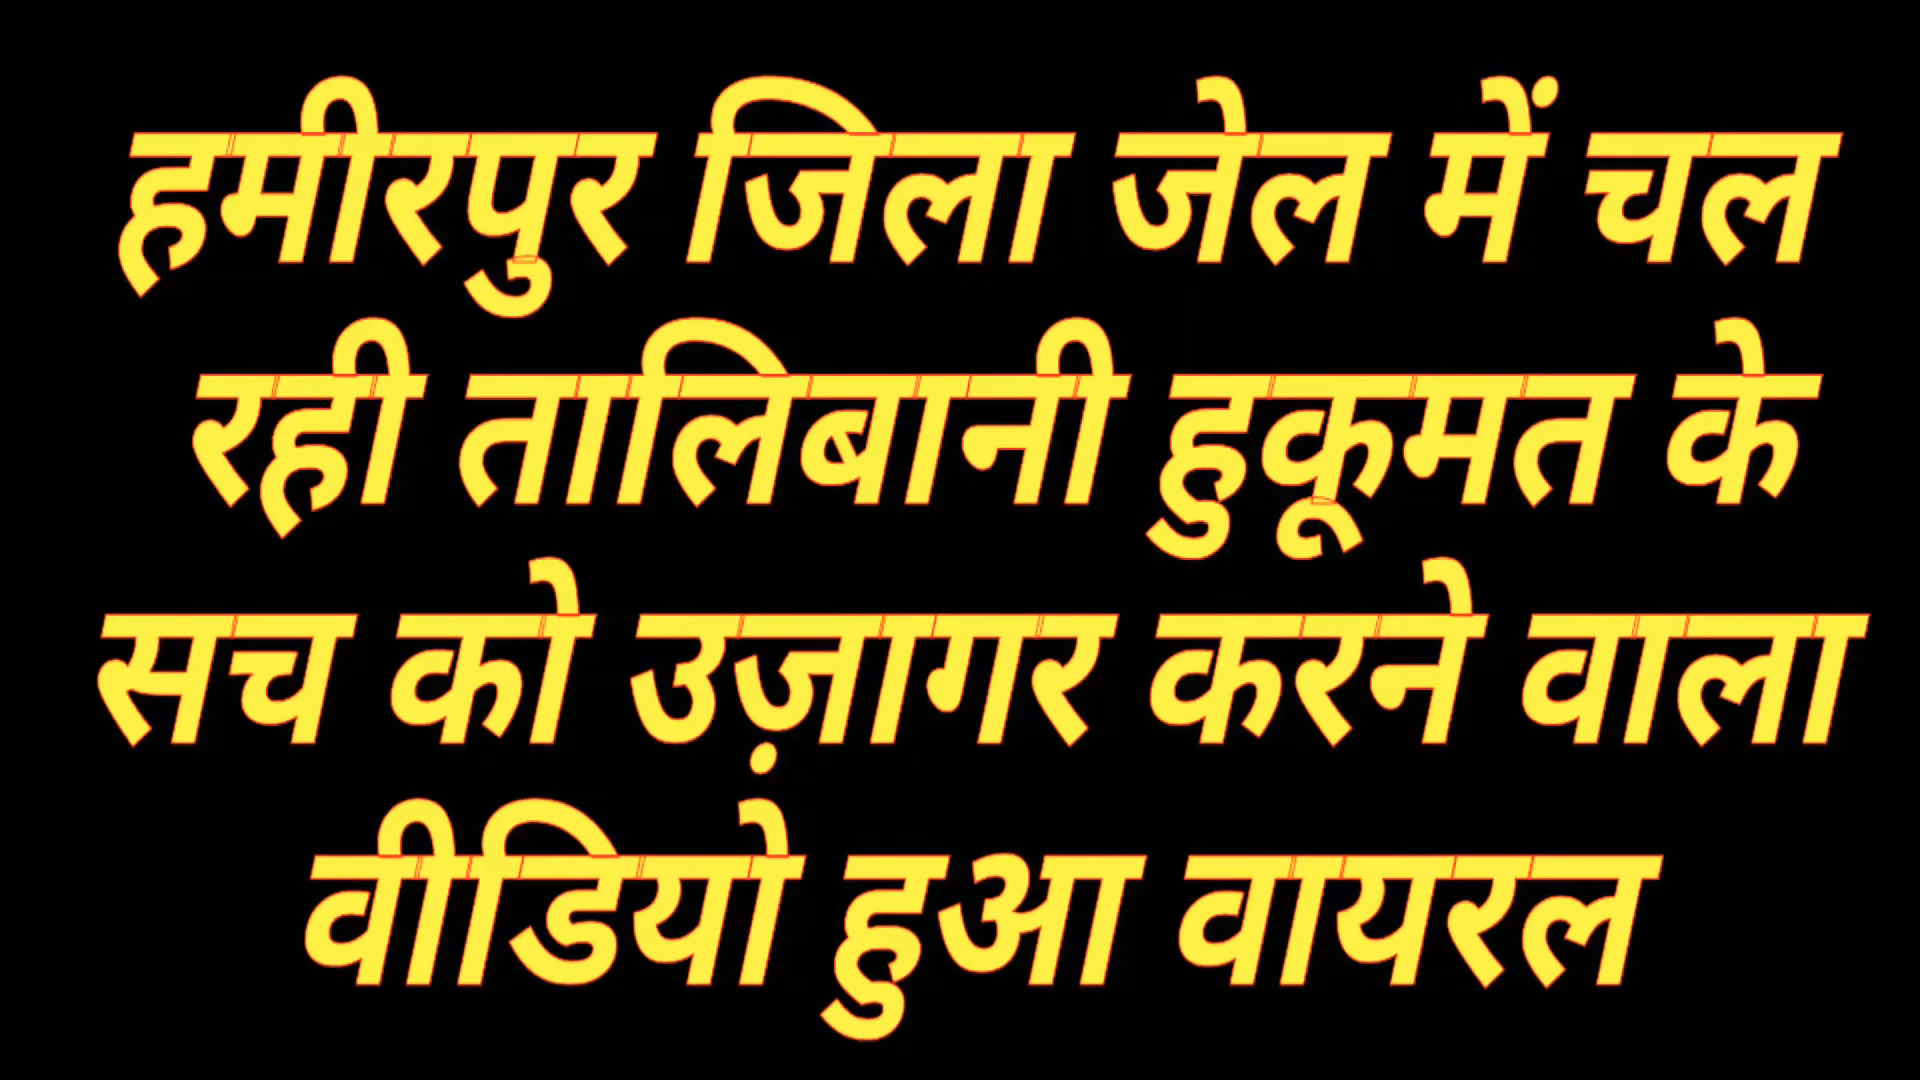 हमीरपुर जिला जेल में चल
रही तालिबानी हुकूमत के
सच को उज़ागर करने वाला
वीडियो हुआ वायरल